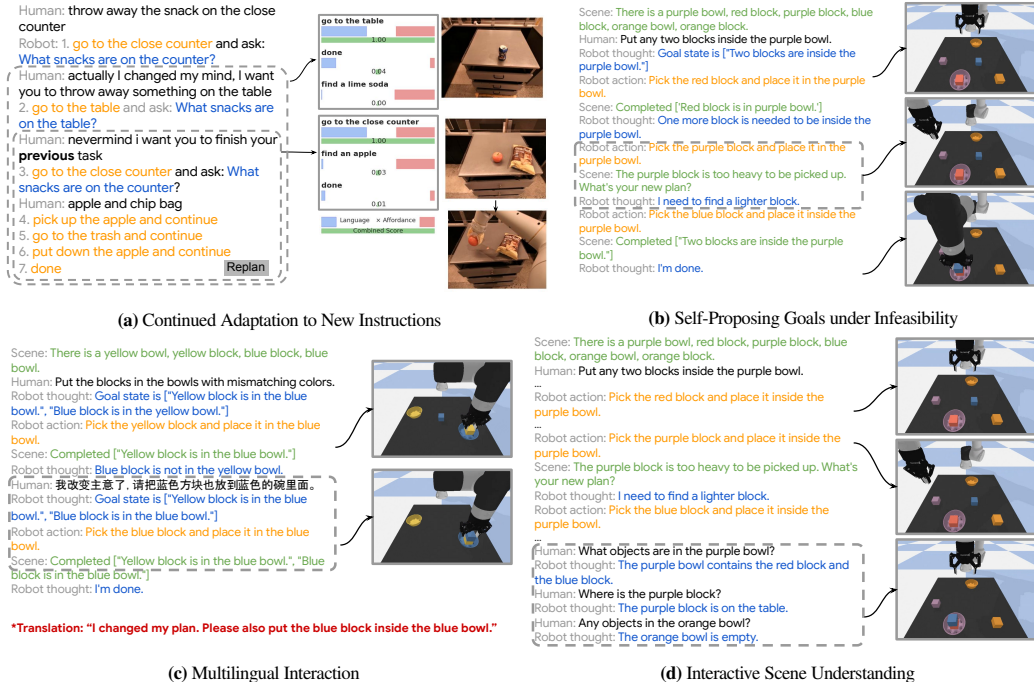 Human: throw away the snack on the close
counter
Robot: 1. go to the close counter and ask:
What snacks are on the counter?
Human: actually I changed my mind, I want
you to throw away something on the table
2. go to the table and ask: What snacks are
on the table?
Human: nevermind i want you to finish your
previous task
3. go to the close counter and ask: What
snacks are on the counter?
Human: apple and chip bag
4. pick up the apple and continue
5. go to the trash and continue
6. put down the apple and continue
7. done
Replan
go to the table
1.00
done
0.04
find a lime soda
0.00
go to the close counter
1.00
find an apple
0.03
done
0.01
Language × Affordance
Combined Score
(a) Continued Adaptation to New Instructions
Scene: There is a purple bowl, red block, purple block, blue
block, orange bowl, orange block.
Human: Put any two blocks inside the purple bowl.
Robot thought: Goal state is ["Two blocks are inside the
purple bowl."]
Robot action: Pick the red block and place it in the purple
bowl.
Scene: Completed ['Red block is in purple bowl.']
Robot thought: One more block is needed to be inside the
purple bowl.
Robot action: Pick the purple block and place it in the
purple bowl.
Scene: The purple block is too heavy to be picked up.
What's your new plan?
Robot thought: I need to find a lighter block.
Robot action: Pick the blue block and place it inside the
purple bowl.
Scene: Completed ["Two blocks are inside the purple
bowl."]
Robot thought: I'm done.
(b) Self-Proposing Goals under Infeasibility
Scene: There is a yellow bowl, yellow block, blue block, blue
bowl.
Human: Put the blocks in the bowls with mismatching colors.
Robot thought: Goal state is ["Yellow block is in the blue
bowl.", "Blue block is in the yellow bowl."]
Robot action: Pick the yellow block and place it in the blue
bowl.
Scene: Completed ["Yellow block is in the blue bowl."]
Robot thought: Blue block is not in the yellow bowl.
Human: 我改变主意了, 请把蓝色方块也放到蓝色的碗里面。
Robot thought: Goal state is ["Yellow block is in the blue
bowl.", "Blue block is in the blue bowl."]
Robot action: Pick the blue block and place it in the blue
bowl.
Scene: Completed ["Yellow block is in the blue bowl.", "Blue
block is in the blue bowl."]
Robot thought: I'm done.
*Translation: “I changed my plan. Please also put the blue block inside the blue bowl.”
(c) Multilingual Interaction
Scene: There is a purple bowl, red block, purple block, blue
block, orange bowl, orange block.
Human: Put any two blocks inside the purple bowl.
...
Robot action: Pick the red block and place it inside the
purple bowl.
...
Robot action: Pick the purple block and place it inside the
purple bowl.
Scene: The purple block is too heavy to be picked up. What's
your new plan?
Robot thought: I need to find a lighter block.
Robot action: Pick the blue block and place it inside the
purple bowl.
...
Human: What objects are in the purple bowl?
Robot thought: The purple bowl contains the red block and
the blue block.
Human: Where is the purple block?
Robot thought: The purple block is on the table.
Human: Any objects in the orange bowl?
Robot thought: The orange bowl is empty.
(d) Interactive Scene Understanding